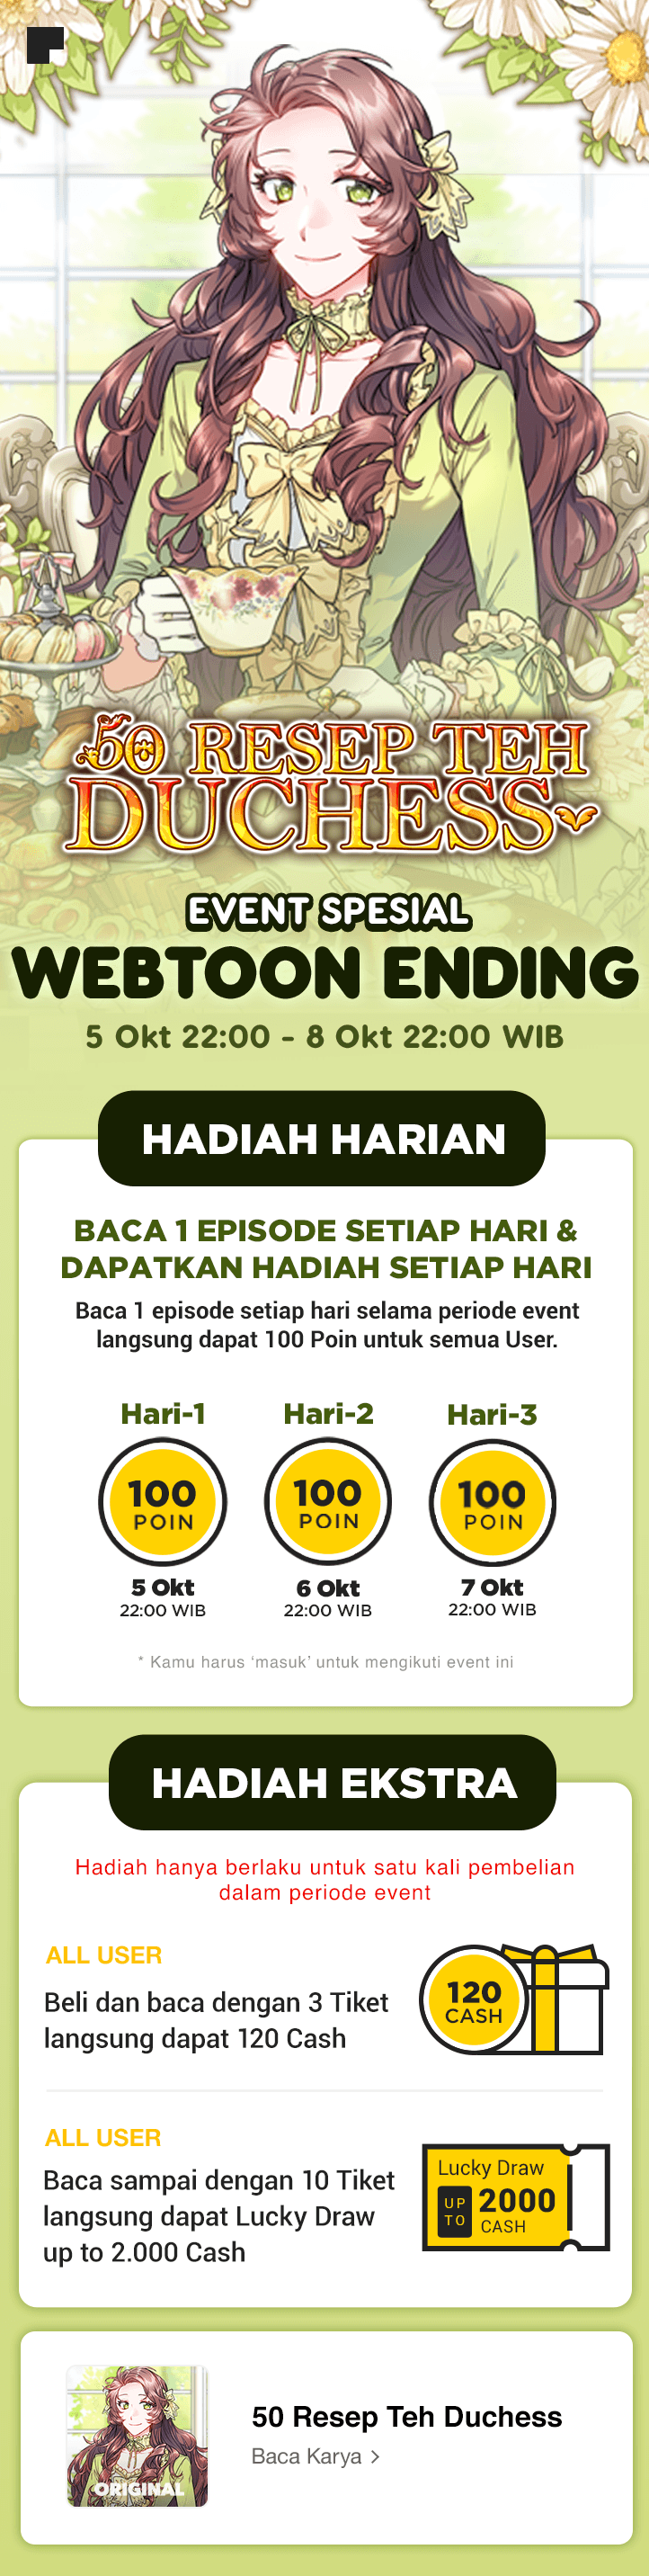 50 RESEP TEH
DUCHESS
EVENT SPESIAL
WEBTOON ENDING
5 Okt 22:00 - 8 Okt 22:00 WIB
HADIAH HARIAN
BACA 1 EPISODE SETIAP HARI &
DAPATKAN HADIAH SETIAP HARI
Baca 1 episode setiap hari selama periode event
langsung dapat 100 Poin untuk semua User.
Hari-1 Hari-2 Hari-3
100 100 100
POIN POIN POIN
5 Okt 6 Okt 7 Okt
22:00 WIB 22:00 WIB 22:00 WIB
* Kamu harus ‘masuk’ untuk mengikuti event ini
HADIAH EKSTRA
Hadiah hanya berlaku untuk satu kali pembelian
dalam periode event
ALL USER
Beli dan baca dengan 3 Tiket
langsung dapat 120 Cash
120
CASH
ALL USER
Baca sampai dengan 10 Tiket
langsung dapat Lucky Draw
up to 2.000 Cash
Lucky Draw
UP TO 2000
CASH
ORIGINAL
50 Resep Teh Duchess
Baca Karya >